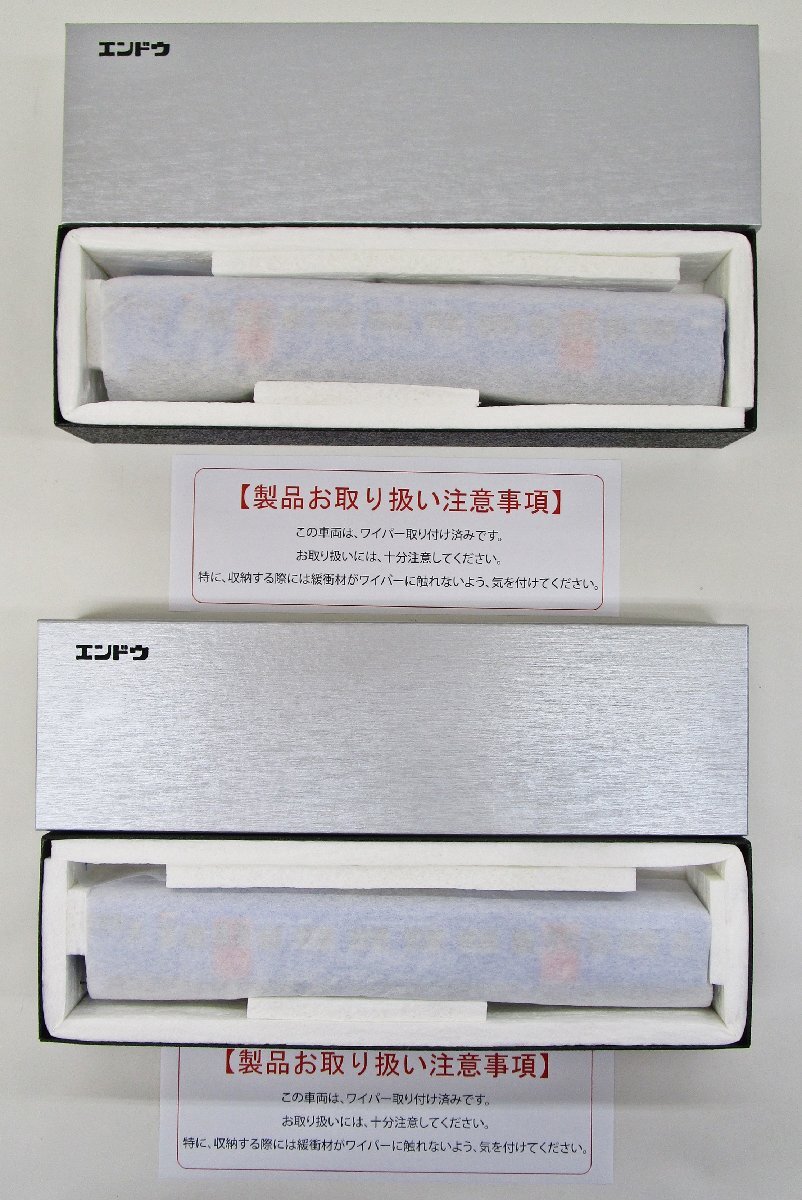 エンドウ
【製品お取り扱い注意事項】
この車両は、ワイパー取り付け済みです。
お取り扱いには、十分注意してください。
特に、収納する際には緩衝材がワイパーに触れないよう、気を付けてください。
エンドウ
【製品お取り扱い注意事項】
この車両は、ワイパー取り付け済みです。
お取り扱いには、十分注意してください。
特に、収納する際には緩衝材がワイパーに触れないよう、気を付けてください。